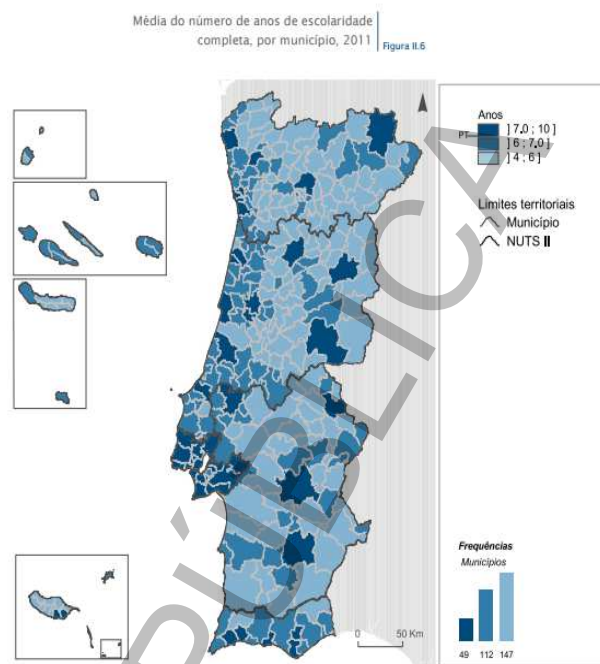 Média do número de anos de escolaridade
completa, por município, 2011
Figura II.6
Anos
PT
] 7.0 ; 10 ]
] 6 ; 7.0 ]
] 4 ; 6 ]
Limites territoriais
Município
NUTS II
PÚBLICA
Frequências
Municípios
49 112 147
0 50 Km